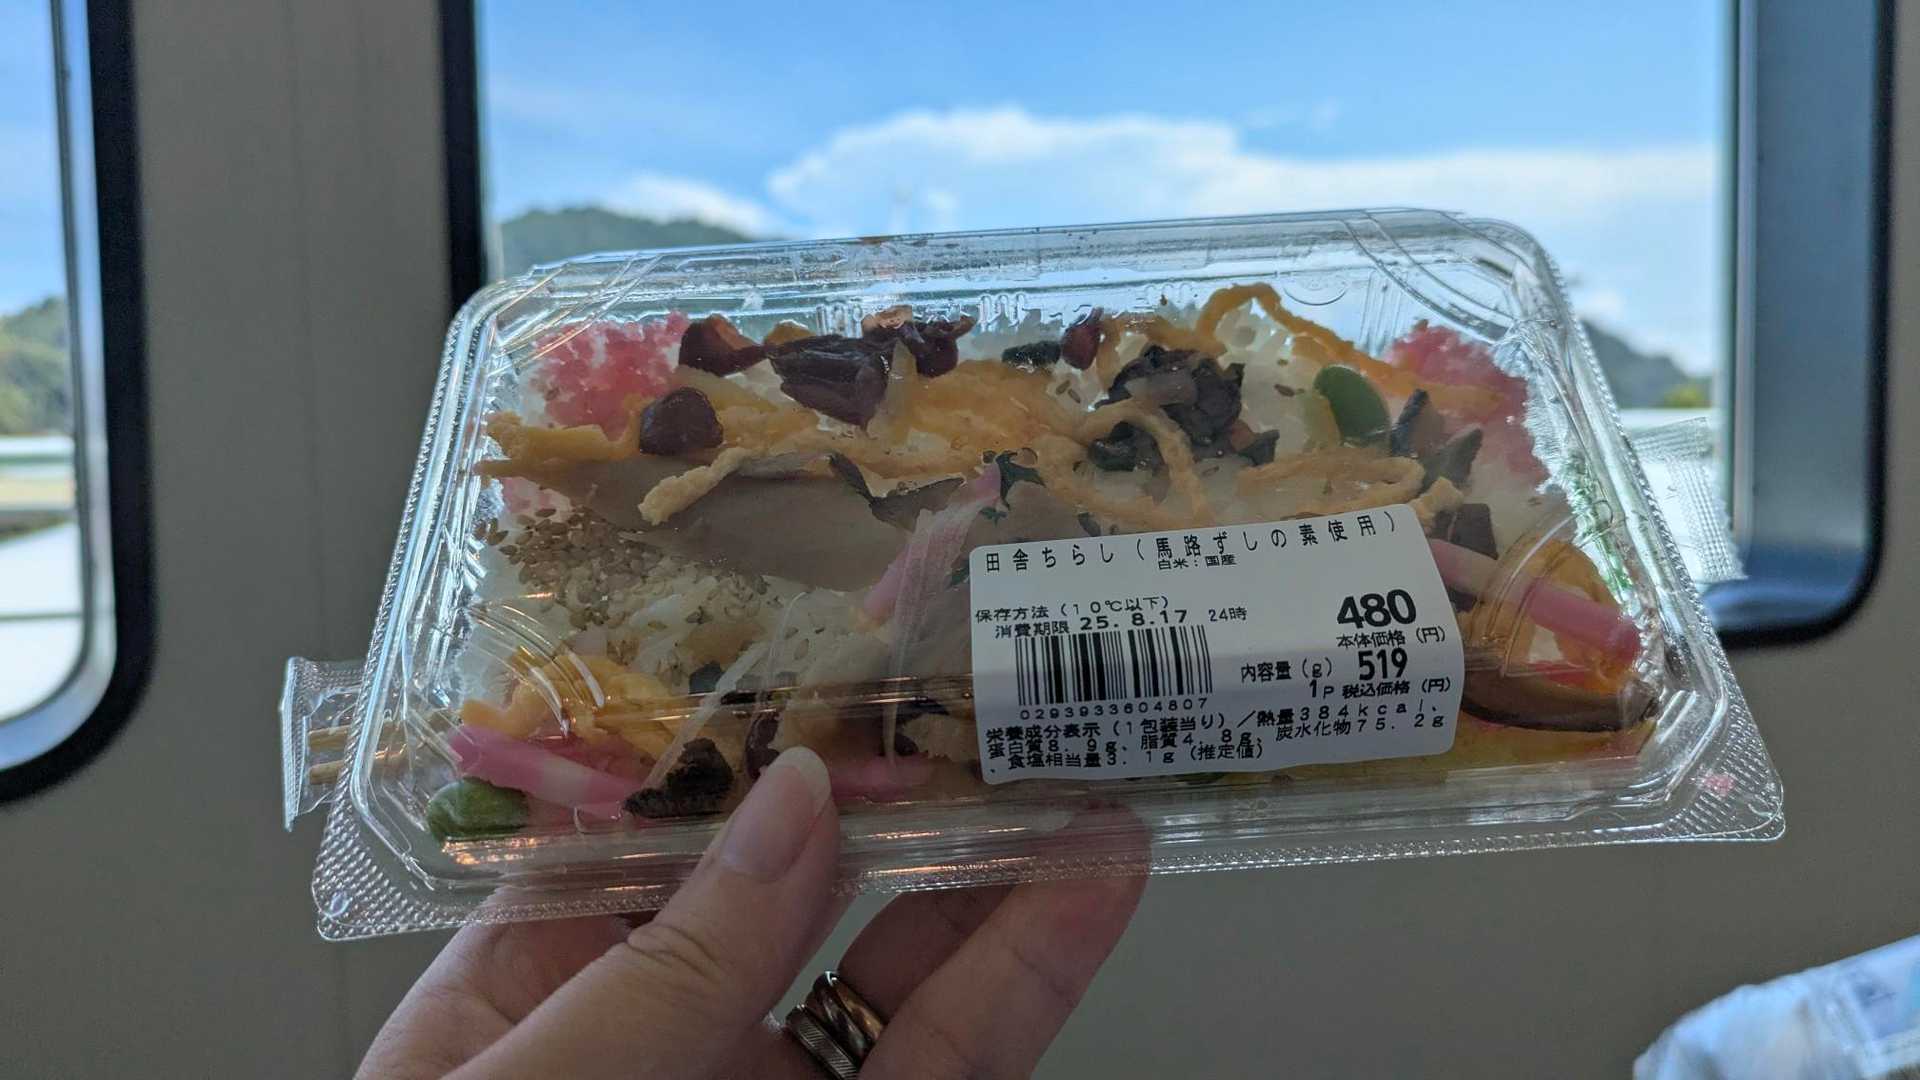 田舎ちらし(馬路ずしの素使用)
白米:国産
保存方法(10℃以下)
消費期限 25. 8.17 24時
480
本体価格(円)
内容量(g) 519
1P 税込価格(円)
0293933604807
栄養成分表示(1包装当り)/熱量384kcal、
蛋白質8.9g、脂質4.8g、炭水化物75.2g
、食塩相当量3.1g(推定値)